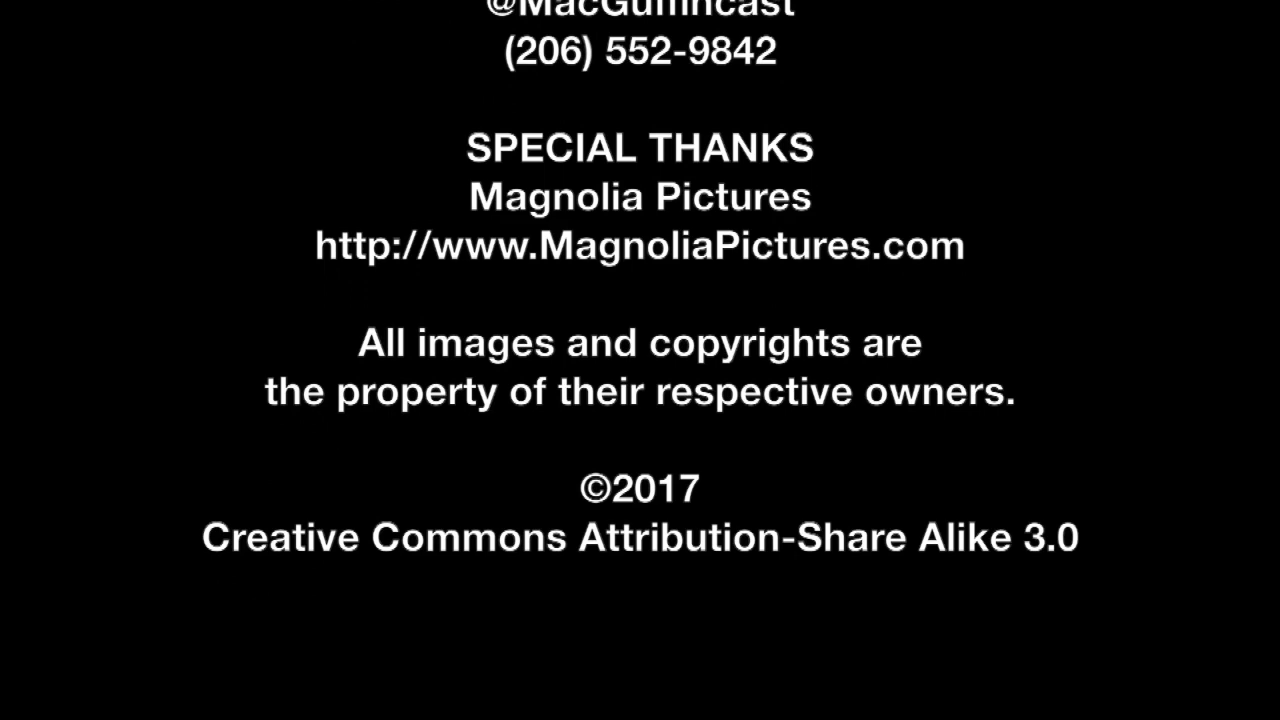 @MacGuffincast
(206) 552-9842
SPECIAL THANKS
Magnolia Pictures
http://www.MagnoliaPictures.com
All images and copyrights are
the property of their respective owners.
©2017
Creative Commons Attribution-Share Alike 3.0